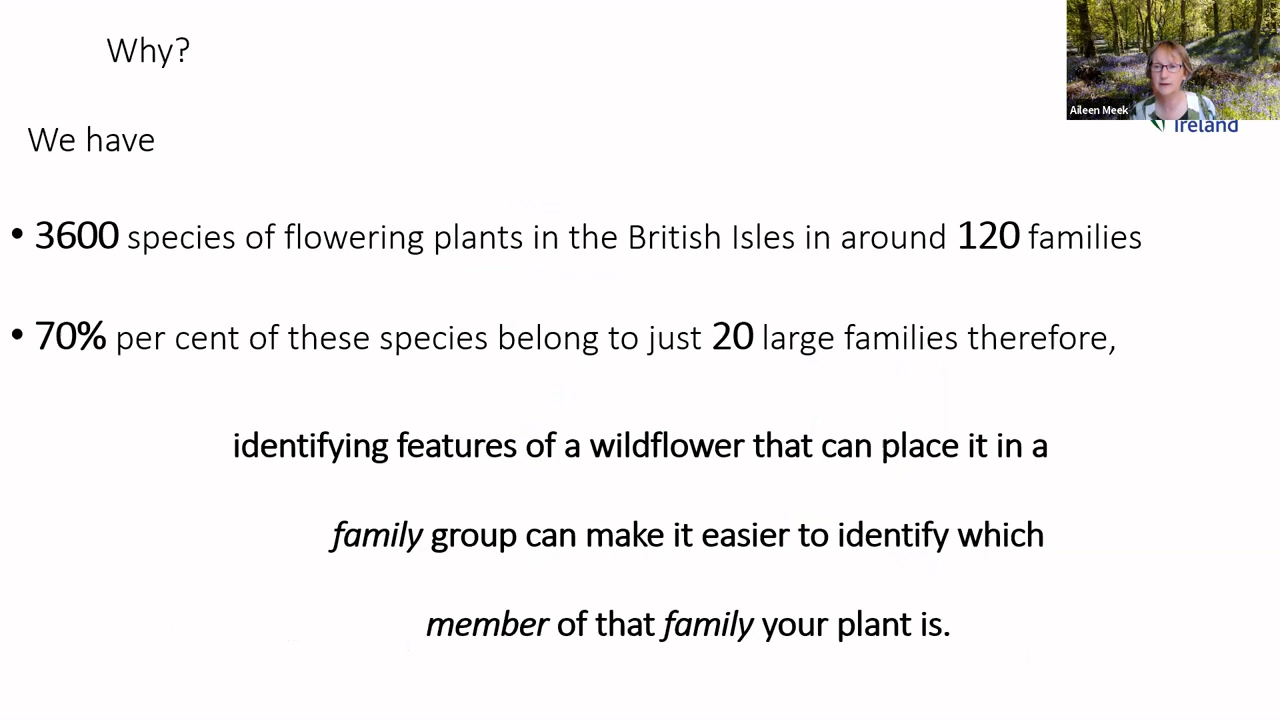 Why?
Aileen Meek
Ireland
We have
• 3600 species of flowering plants in the British Isles in around 120 families
• 70% per cent of these species belong to just 20 large families therefore,
identifying features of a wildflower that can place it in a
family group can make it easier to identify which
member of that family your plant is.